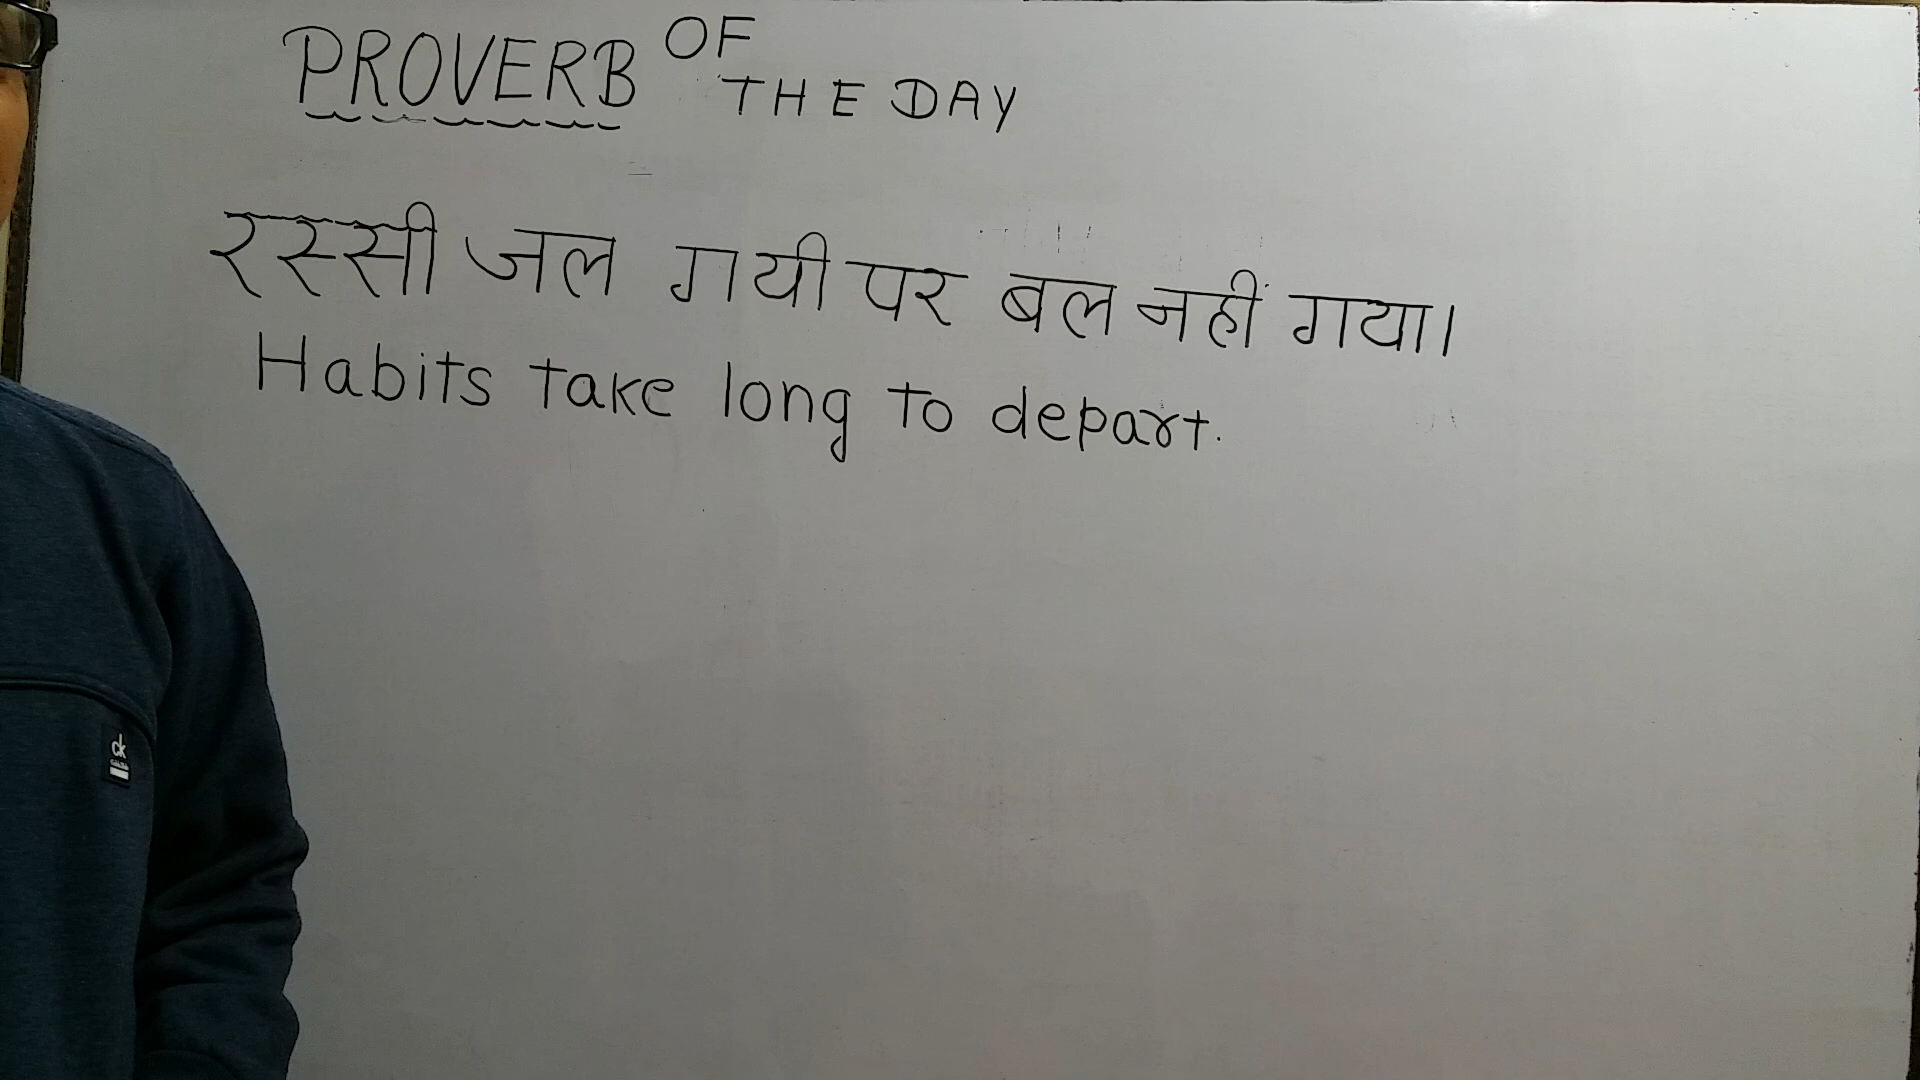 PROVERB OF THE DAY
रस्सी जल गयी पर बल नहीं गया।
Habits take long to depart.
ck